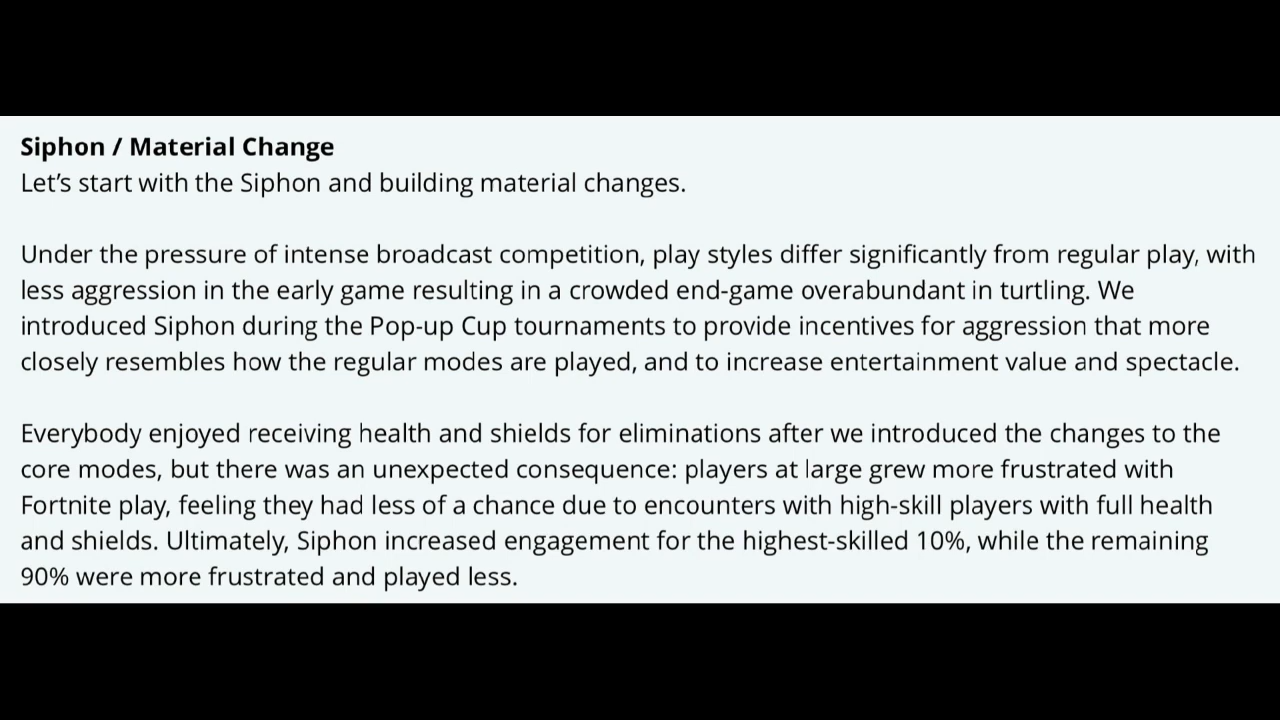 Siphon / Material Change
Let’s start with the Siphon and building material changes.
Under the pressure of intense broadcast competition, play styles differ significantly from regular play, with
less aggression in the early game resulting in a crowded end-game overabundant in turtling. We
introduced Siphon during the Pop-up Cup tournaments to provide incentives for aggression that more
closely resembles how the regular modes are played, and to increase entertainment value and spectacle.
Everybody enjoyed receiving health and shields for eliminations after we introduced the changes to the
core modes, but there was an unexpected consequence: players at large grew more frustrated with
Fortnite play, feeling they had less of a chance due to encounters with high-skill players with full health
and shields. Ultimately, Siphon increased engagement for the highest-skilled 10%, while the remaining
90% were more frustrated and played less.